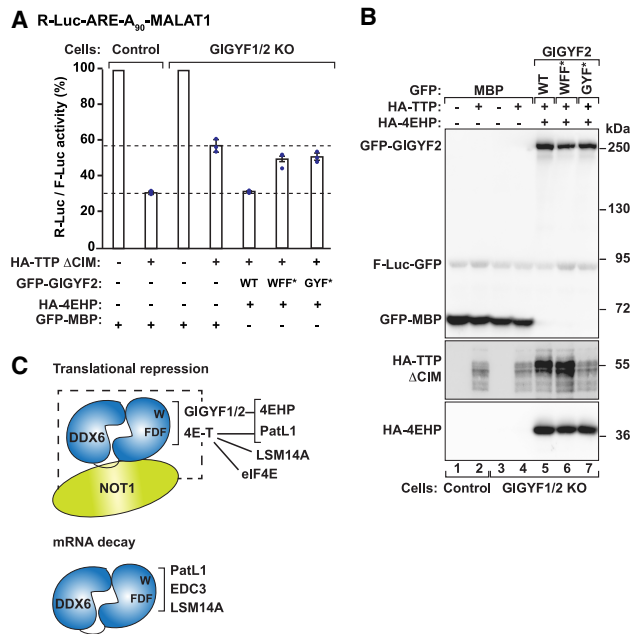 A
R-Luc-ARE-A90-MALAT1
Cells: Control GIGYF1/2 KO
R-Luc / F-Luc activity (%)
100
80
60
40
20
0
HA-TTP ΔCIM: - + - + + + +
GFP-GIGYF2: - - - - WT WFF* GYF*
HA-4EHP: - - - - + + +
GFP-MBP: + + + + - - -
B
GIGYF2
GFP: MBP WT WFF* GYF*
HA-TTP: - + - + + + +
HA-4EHP: - - - - + + +
kDa
GFP-GIGYF2
250
130
F-Luc-GFP
95
72
GFP-MBP
HA-TTP
ΔCIM
55
HA-4EHP
36
1 2 3 4 5 6 7
Cells: Control GIGYF1/2 KO
C
Translational repression
DDX6
W
FDF
GIGYF1/2
4E-T
4EHP
PatL1
LSM14A
eIF4E
NOT1
mRNA decay
DDX6
W
FDF
PatL1
EDC3
LSM14A